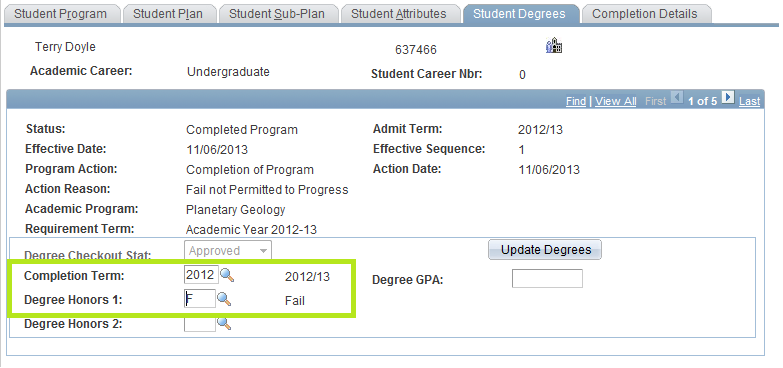 Student Program Student Plan Student Sub-Plan Student Attributes Student Degrees Completion Details
Terry Doyle 637466
Academic Career: Undergraduate Student Career Nbr: 0
Find | View All First 1 of 5 Last
Status: Completed Program Admit Term: 2012/13
Effective Date: 11/06/2013 Effective Sequence: 1
Program Action: Completion of Program Action Date: 11/06/2013
Action Reason: Fail not Permitted to Progress
Academic Program: Planetary Geology
Requirement Term: Academic Year 2012-13
Degree Checkout Stat: Approved Update Degrees
Completion Term: 2012 2012/13 Degree GPA:
Degree Honors 1: F Fail
Degree Honors 2: